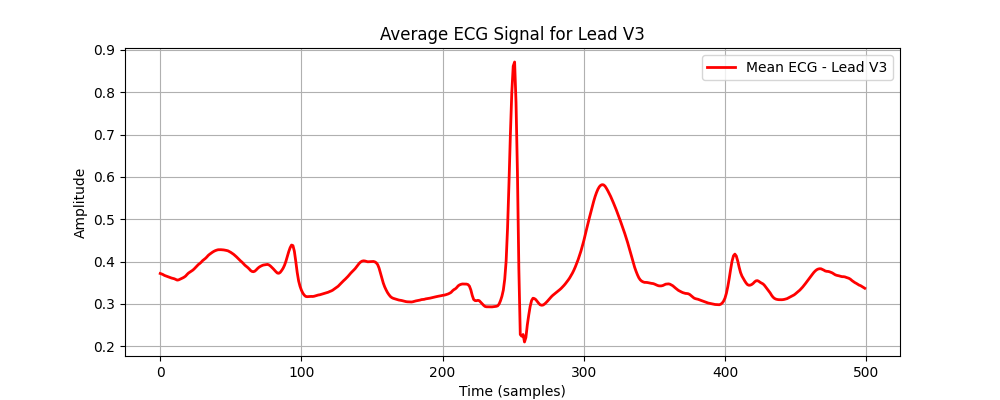 Average ECG Signal for Lead V3
Mean ECG - Lead V3
Amplitude
0.9
0.8
0.7
0.6
0.5
0.4
0.3
0.2
0 100 200 300 400 500
Time (samples)